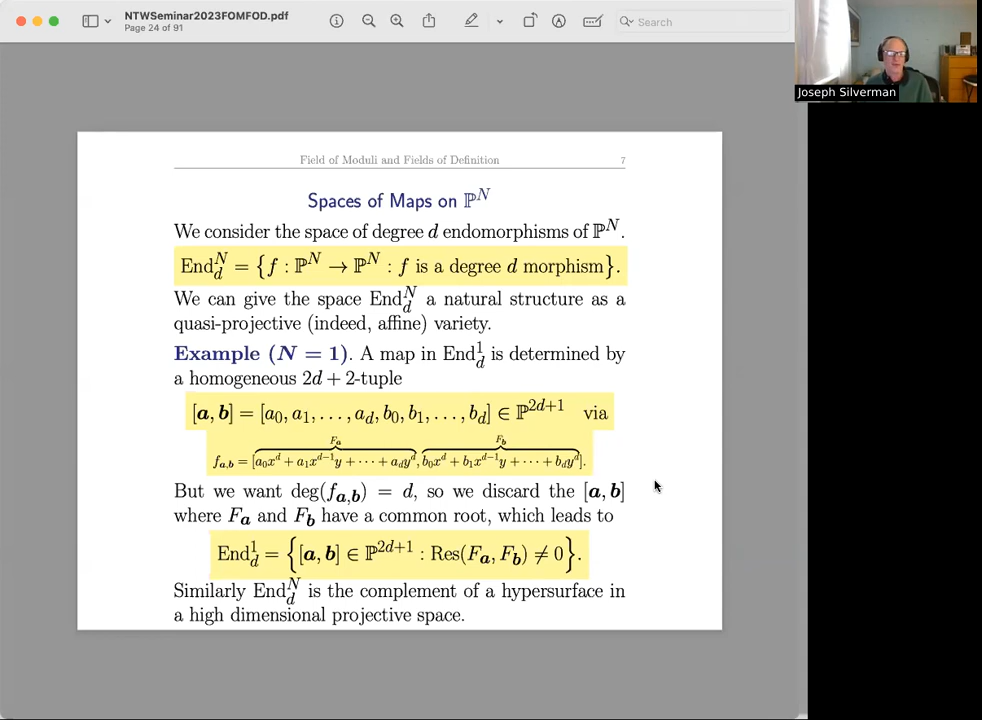 NTWSeminar2023FOMFOD.pdf
Page 24 of 91
Search
Joseph Silverman
Field of Moduli and Fields of Definition 7
Spaces of Maps on ℙ^N
We consider the space of degree d endomorphisms of ℙ^N.
End_d^N = {f : ℙ^N → ℙ^N : f is a degree d morphism}.
We can give the space End_d^N a natural structure as a
quasi-projective (indeed, affine) variety.
Example (N = 1). A map in End_d^1 is determined by
a homogeneous 2d + 2-tuple
[a, b] = [a_0, a_1, . . . , a_d, b_0, b_1, . . . , b_d] ∈ ℙ^{2d+1} via
F_a F_b
f_{a,b} = [a_0x^d + a_1x^{d−1}y + ··· + a_dy^d, b_0x^d + b_1x^{d−1}y + ··· + b_dy^d].
But we want deg(f_{a,b}) = d, so we discard the [a, b]
where F_a and F_b have a common root, which leads to
End_d^1 = {[a, b] ∈ ℙ^{2d+1} : Res(F_a, F_b) ≠ 0}.
Similarly End_d^N is the complement of a hypersurface in
a high dimensional projective space.